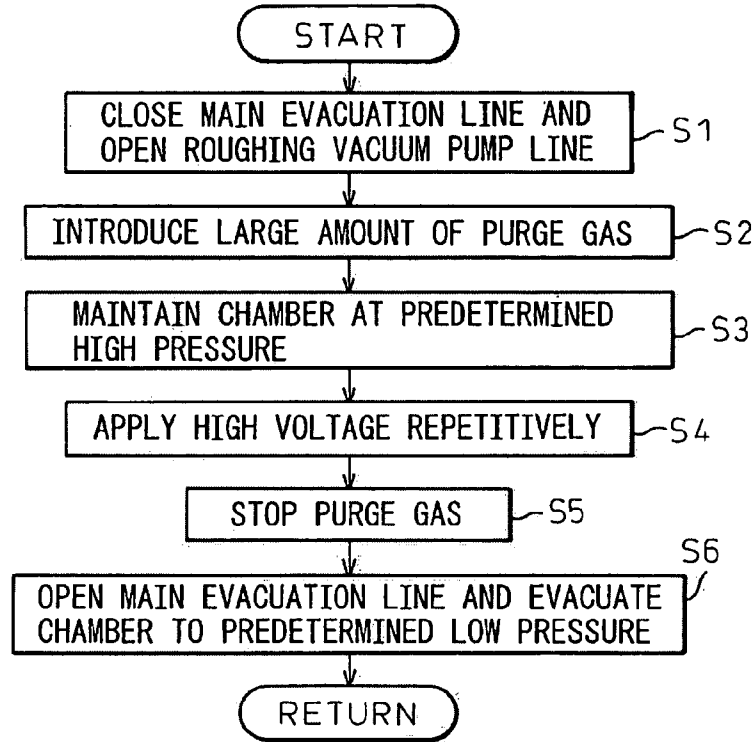 START
CLOSE MAIN EVACUATION LINE AND
OPEN ROUGHING VACUUM PUMP LINE
S1
INTRODUCE LARGE AMOUNT OF PURGE GAS
S2
MAINTAIN CHAMBER AT PREDETERMINED
HIGH PRESSURE
S3
APPLY HIGH VOLTAGE REPETITIVELY
S4
STOP PURGE GAS
S5
S6
OPEN MAIN EVACUATION LINE AND EVACUATE
CHAMBER TO PREDETERMINED LOW PRESSURE
RETURN